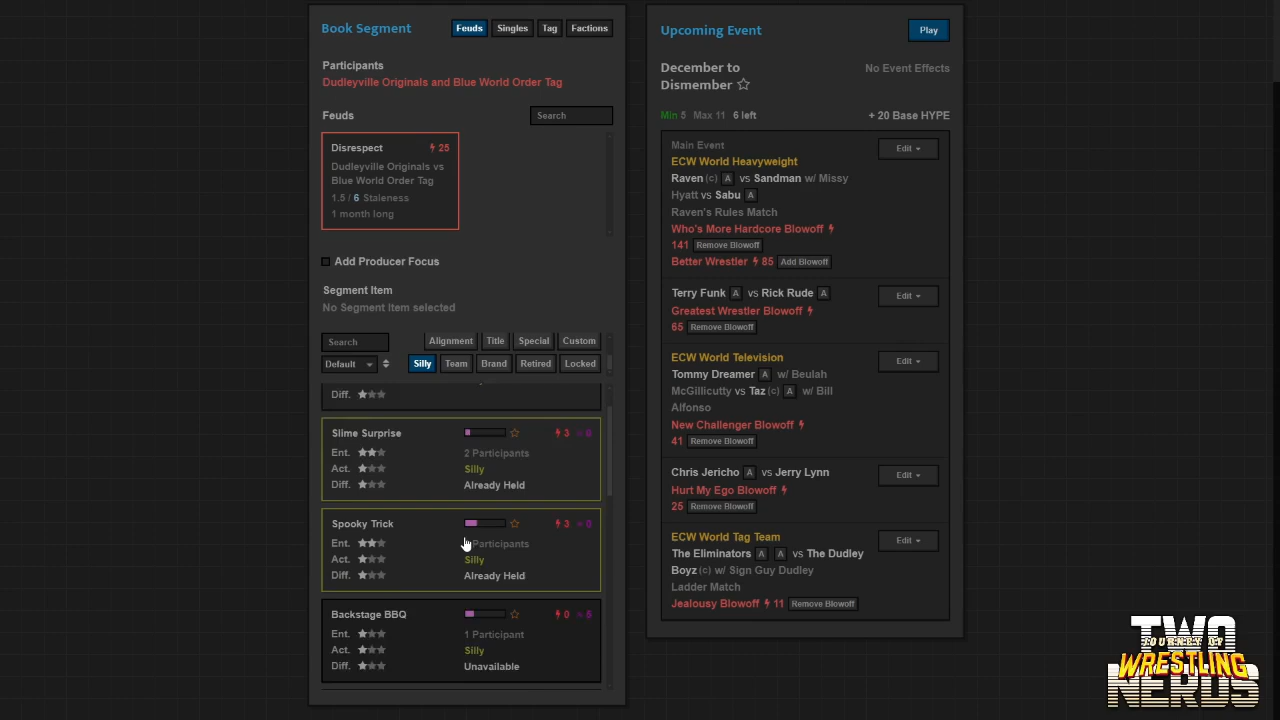 Book Segment
Feuds Singles Tag Factions
Participants
Dudleyville Originals and Blue World Order Tag
Feuds
Search
Disrespect 25
Dudleyville Originals vs
Blue World Order Tag
1.5 / 6 Staleness
1 month long
Add Producer Focus
Segment Item
No Segment Item selected
Search Alignment Title Special Custom
Default Silly Team Brand Retired Locked
Diff.
Slime Surprise 3
Ent. 2 Participants
Act. Silly
Diff. Already Held
Spooky Trick 3
Ent. Participants
Act. Silly
Diff. Already Held
Backstage BBQ 0
Ent. 1 Participant
Act. Silly
Diff. Unavailable
Upcoming Event
Play
December to
Dismember
No Event Effects
Min 5 Max 11 6 left
+ 20 Base HYPE
Main Event
Edit
ECW World Heavyweight
Raven (c) A vs Sandman w/ Missy
Hyatt vs Sabu A
Raven's Rules Match
Who's More Hardcore Blowoff
141 Remove Blowoff
Better Wrestler 85 Add Blowoff
Terry Funk A vs Rick Rude A
Edit
Greatest Wrestler Blowoff
65 Remove Blowoff
ECW World Television
Edit
Tommy Dreamer A w/ Beulah
McGillicutty vs Taz (c) A w/ Bill
Alfonso
New Challenger Blowoff
41 Remove Blowoff
Chris Jericho A vs Jerry Lynn
Edit
Hurt My Ego Blowoff
25 Remove Blowoff
ECW World Tag Team
Edit
The Eliminators A A vs The Dudley
Boyz (c) w/ Sign Guy Dudley
Ladder Match
Jealousy Blowoff 11 Remove Blowoff
TWO
JOURNEY OF
WRESTLING
NERDS